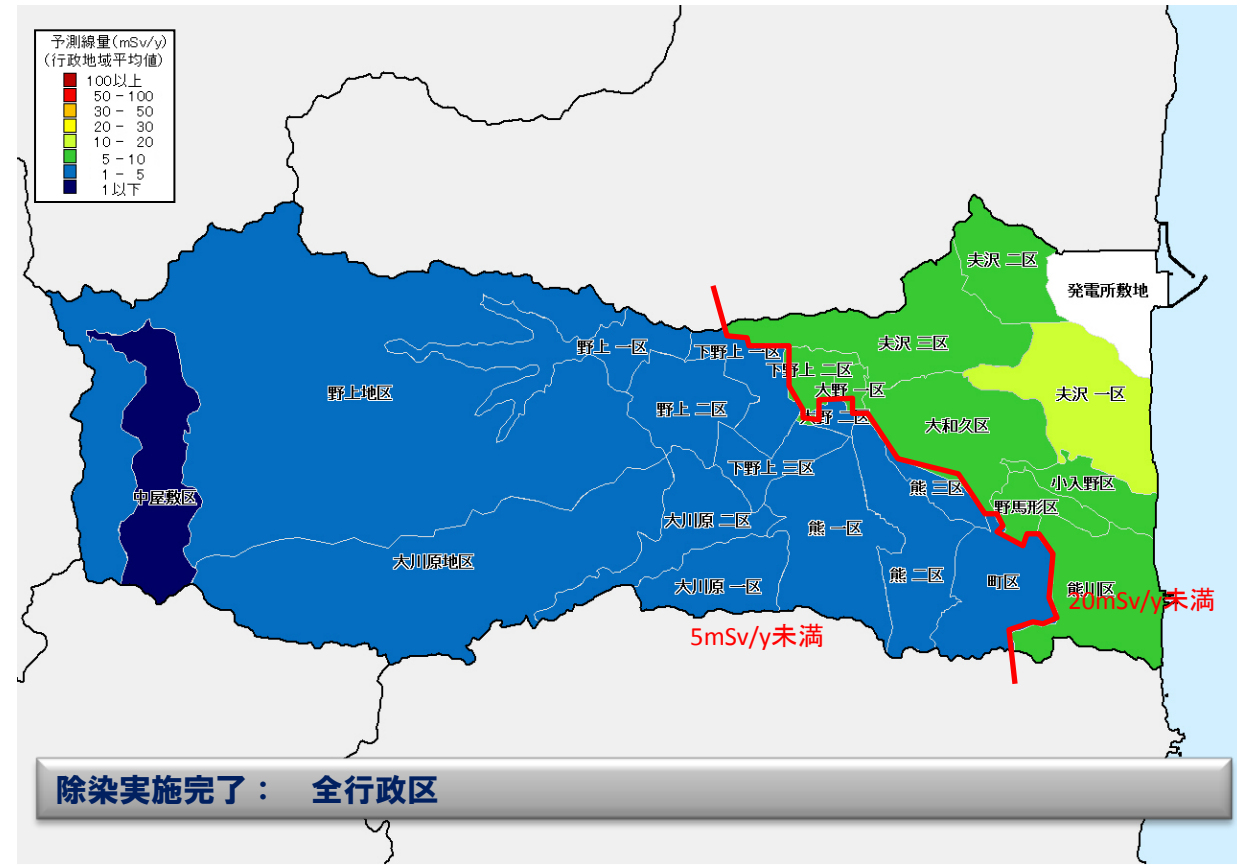 予測線量(mSv/y)
(行政地域平均値)
100以上
50－100
30－ 50
20－ 30
10－ 20
5－10
1－ 5
1以下
夫沢 二区
発電所敷地
夫沢 三区
野上 一区
下野上 一区
下野上 二区
大野 一区
夫沢 一区
野上地区
野上 二区
大野 二区
大和久区
下野上 三区
熊 三区
小入野区
中屋敷区
野馬形区
大川原 二区
熊 一区
大川原地区
熊 二区
町区
大川原 一区
熊川区
20mSv/y未満
5mSv/y未満
除染実施完了： 全行政区